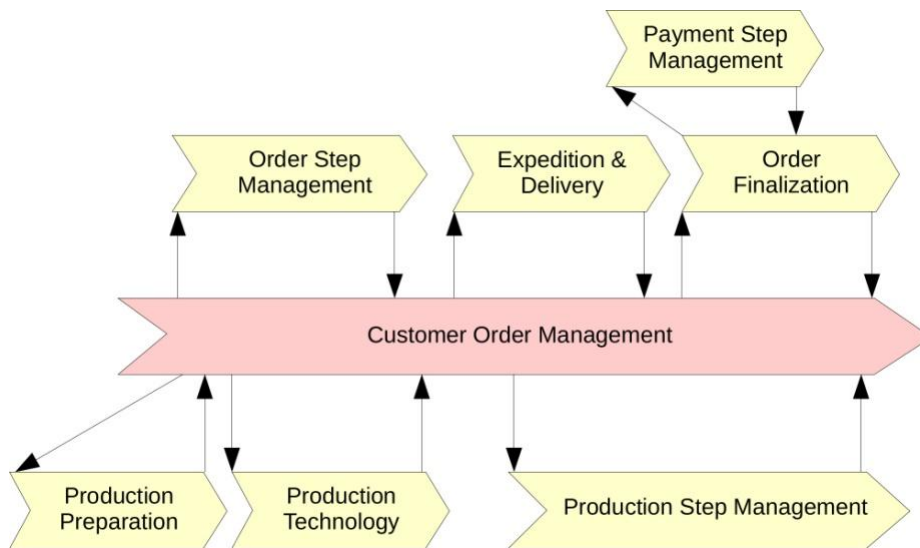 Payment Step
Management
Order Step
Management
Expedition &
Delivery
Order
Finalization
Customer Order Management
Production
Preparation
Production
Technology
Production Step Management